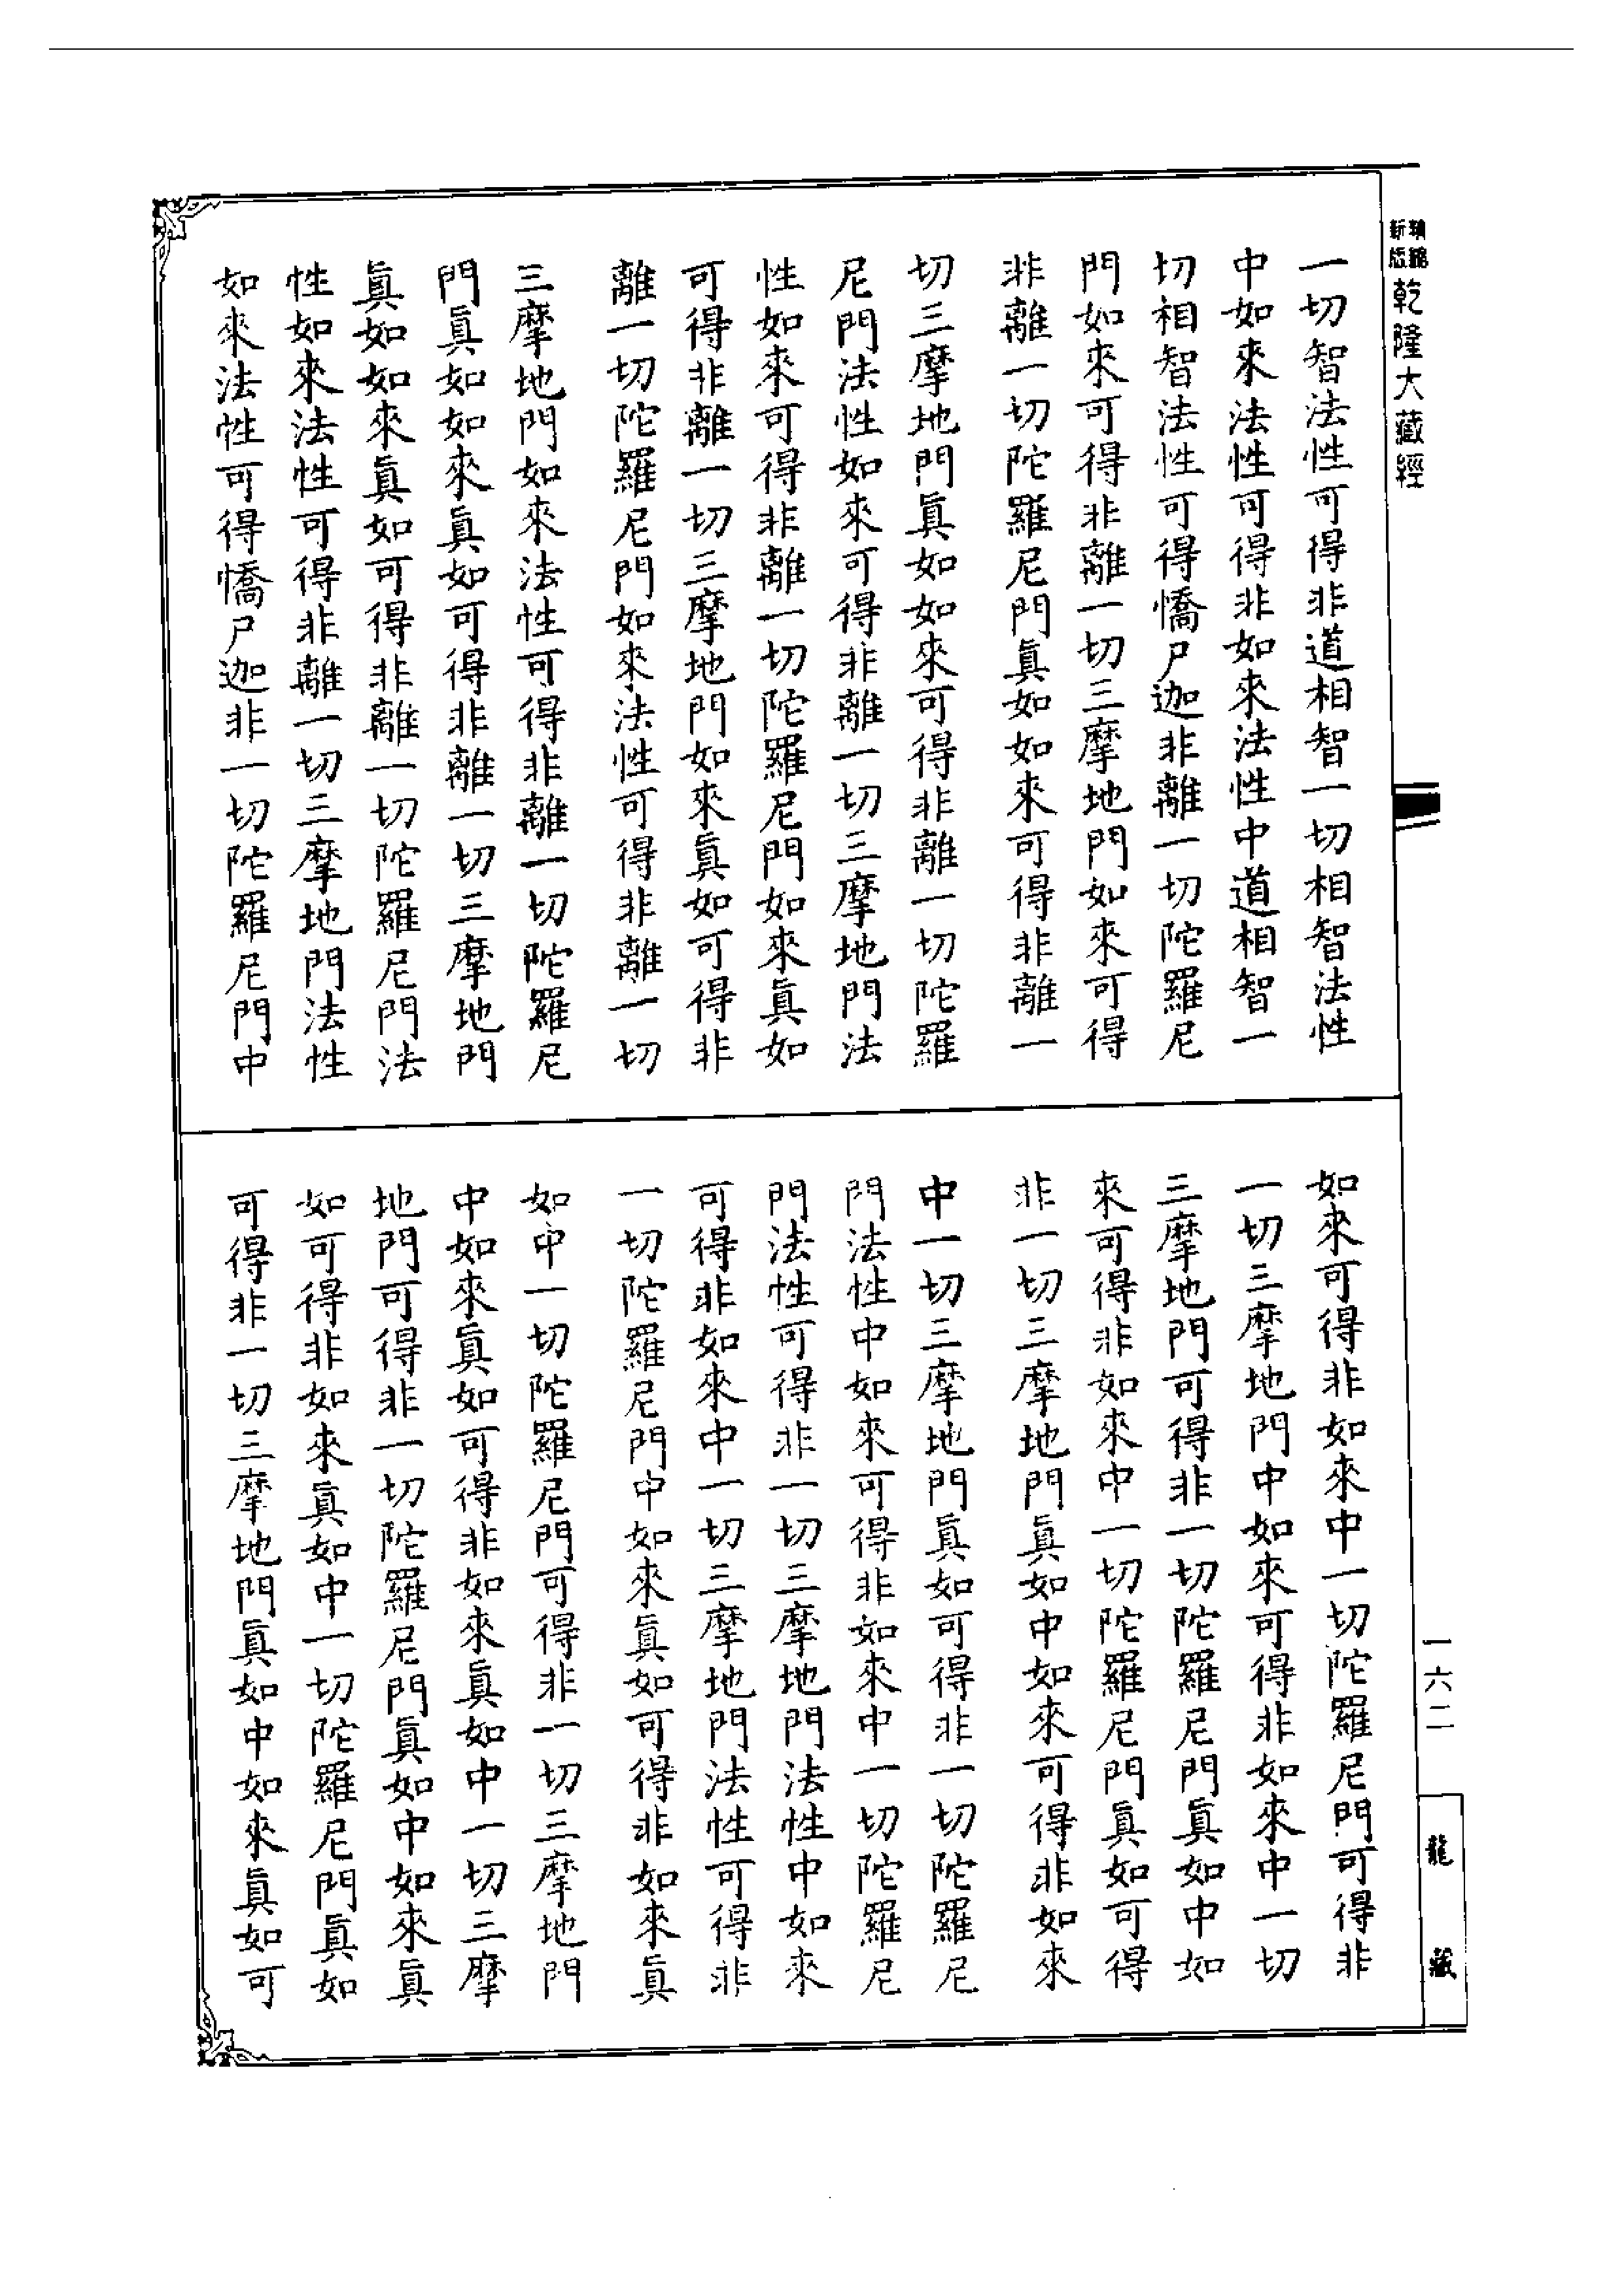 乾隆大藏經
一切智法性可得非道相智一切相智法性
中如來法性可得非如來法性中道相智一
切相智法性可得憍尸迦非離一切陀羅尼
門如來可得非離一切三摩地門如來可得
非離一切陀羅尼門眞如如來可得非離一
切三摩地門眞如如來可得非離一切陀羅
尼門法性如來可得非離一切三摩地門法
性如來可得非離一切陀羅尼門如來眞如
可得非離一切三摩地門如來眞如可得非
離一切陀羅尼門如來法性可得非離一切
三摩地門如來法性可得非離一切陀羅尼
門眞如如來眞如可得非離一切三摩地門
眞如如來眞如可得非離一切陀羅尼門法
性如來法性可得非離一切三摩地門法性
如來法性可得憍尸迦非一切陀羅尼門中
如來可得非如來中一切陀羅尼門可得非
一切三摩地門中如來可得非如來中一切
三摩地門可得非一切陀羅尼門眞如中如
來可得非如來中一切陀羅尼門眞如可得
非一切三摩地門眞如中如來可得非如來
中一切三摩地門眞如可得非一切陀羅尼
門法性中如來可得非如來中一切陀羅尼
門法性可得非一切三摩地門法性中如來
可得非如來中一切三摩地門法性可得非
一切陀羅尼門中如來眞如可得非如來眞
如中一切陀羅尼門可得非一切三摩地門
中如來眞如可得非如來眞如中一切三摩
地門可得非一切陀羅尼門眞如中如來眞
如可得非如來眞如中一切陀羅尼門眞如
可得非一切三摩地門眞如中如來眞如可
一六二
龍藏